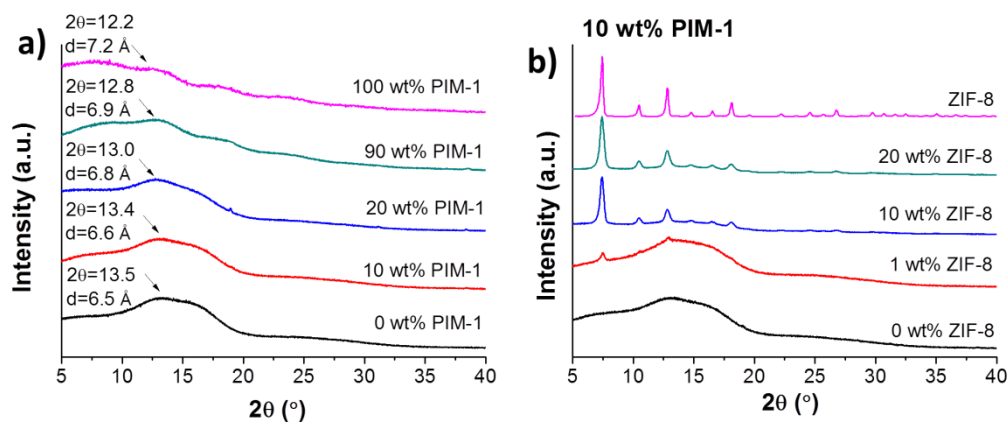 a)
2θ=12.2
d=7.2 Å
100 wt% PIM-1
2θ=12.8
d=6.9 Å
90 wt% PIM-1
2θ=13.0
d=6.8 Å
20 wt% PIM-1
2θ=13.4
d=6.6 Å
10 wt% PIM-1
2θ=13.5
d=6.5 Å
0 wt% PIM-1
Intensity (a.u.)
5 10 15 20 25 30 35 40
2θ (°)
10 wt% PIM-1
b)
ZIF-8
20 wt% ZIF-8
10 wt% ZIF-8
1 wt% ZIF-8
0 wt% ZIF-8
Intensity (a.u.)
5 10 15 20 25 30 35 40
2θ (°)